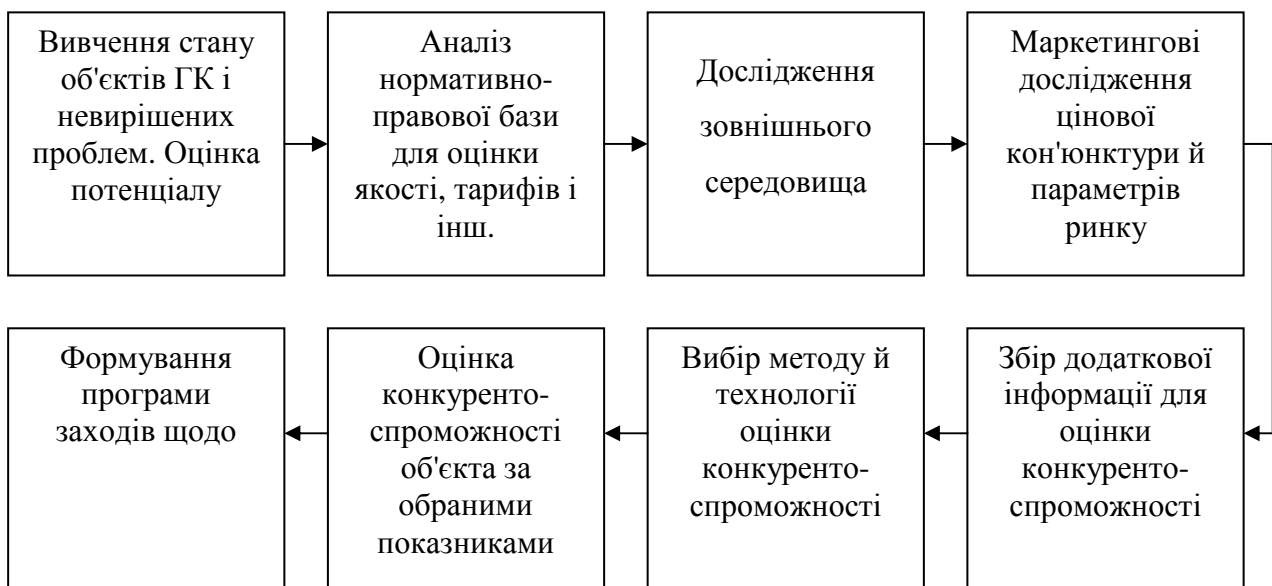 Вивчення стану
об'єктів ГК і
невирішених
проблем. Оцінка
потенціалу
Аналіз
нормативно-
правової бази
для оцінки
якості, тарифів і
інш.
Дослідження
зовнішнього
середовища
Маркетингові
дослідження
цінової
кон'юнктури й
параметрів
ринку
Збір додаткової
інформації для
оцінки
конкуренто-
спроможності
Вибір методу й
технології
оцінки
конкуренто-
спроможності
Оцінка
конкуренто-
спроможності
об'єкта за
обраними
показниками
Формування
програми
заходів щодо